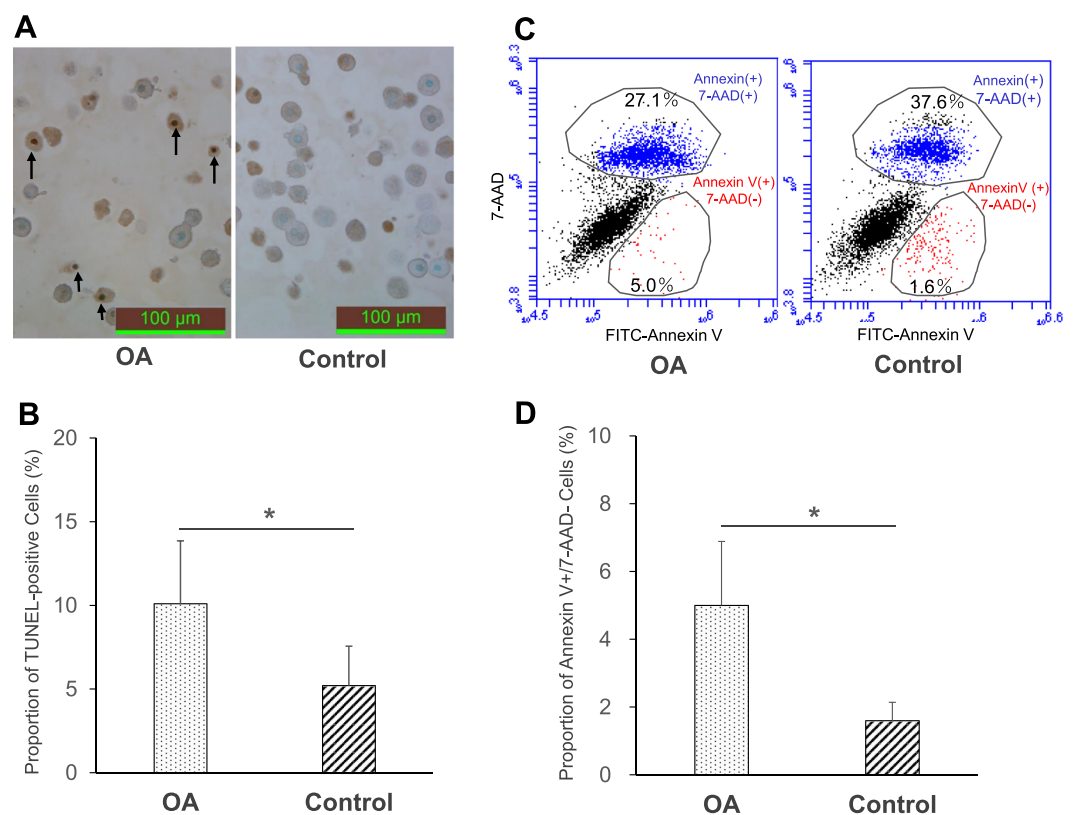 A
100 µm
100 µm
OA
Control
B
Proportion of TUNEL-positive Cells (%)
20
15
10
5
0
*
OA
Control
C
7-AAD
27.1%
Annexin(+)
7-AAD(+)
Annexin V(+)
7-AAD(-)
5.0%
FITC-Annexin V
OA
37.6%
Annexin(+)
7-AAD(+)
AnnexinV (+)
7-AAD(-)
1.6%
FITC-Annexin V
Control
D
Proportion of Annexin V+/7-AAD- Cells (%)
10
8
6
4
2
0
*
OA
Control